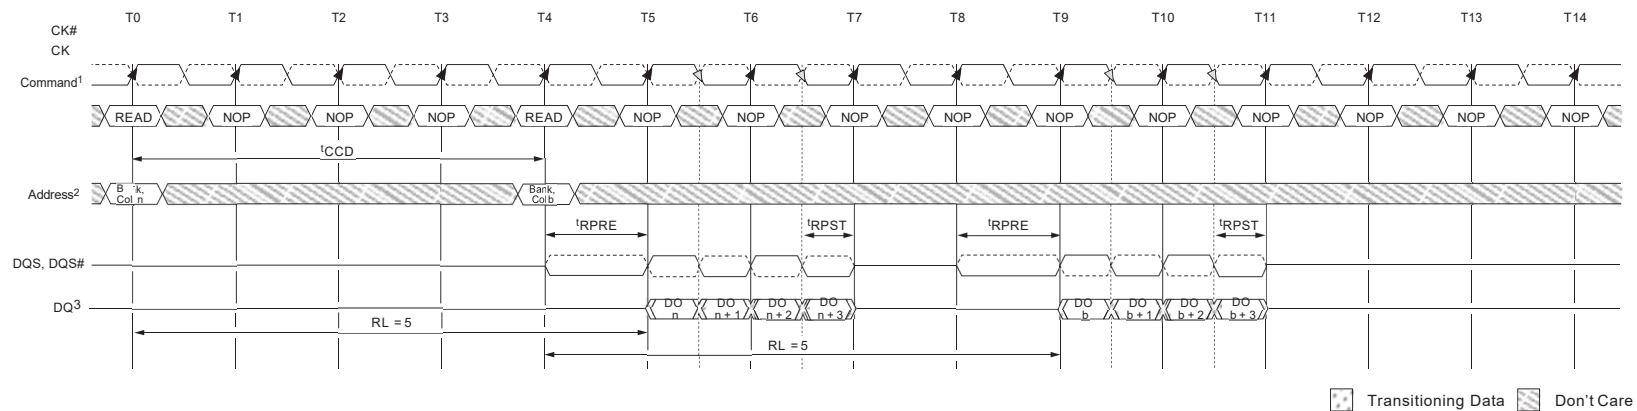 T0 T1 T2 T3 T4 T5 T6 T7 T8 T9 T10 T11 T12 T13 T14
CK#
CK
Command1
READ NOP NOP NOP READ NOP NOP NOP NOP NOP NOP NOP NOP NOP NOP
tCCD
Address2
Col n
Bank,
Col b
tRPRE tRPST tRPRE tRPST
DQS, DQS#
DQ3
DO n
DO n + 1
DO n + 2
DO n + 3
DO b
DO b + 1
DO b + 2
DO b + 3
RL = 5
RL = 5
Transitioning Data Don't Care